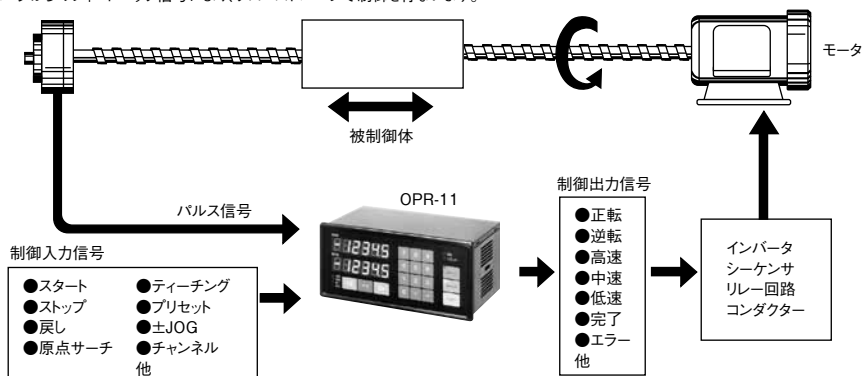 モータ
被制御体
パルス信号
OPR-11
制御入力信号
●スタート
●ストップ
●戻し
●原点サーチ
●ティーチング
●プリセット
●±JOG
●チャンネル
他
12345
12345
制御出力信号
●正転
●逆転
●高速
●中速
●低速
●完了
●エラー
他
インバータ
シーケンサ
リレー回路
コンダクター